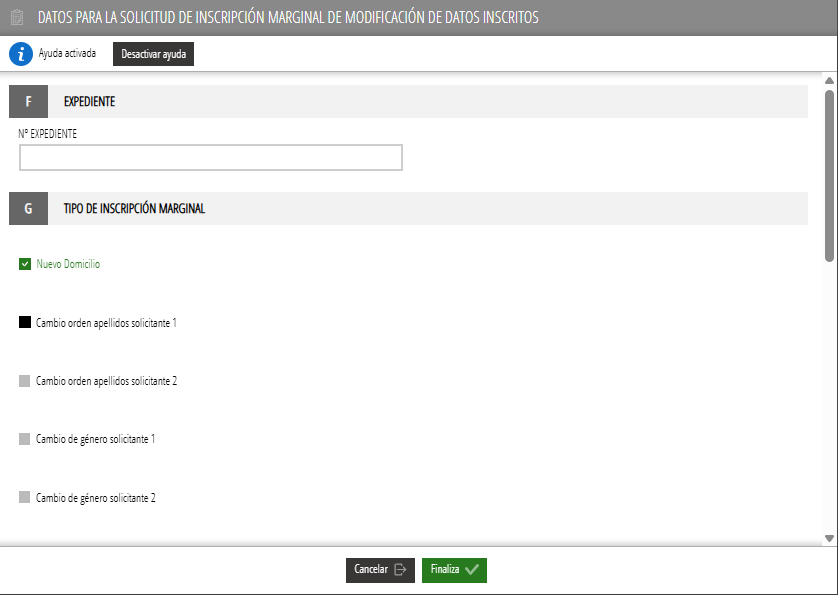 DATOS PARA LA SOLICITUD DE INSCRIPCIÓN MARGINAL DE MODIFICACIÓN DE DATOS INSCRITOS
i Ayuda activada Desactivar ayuda
F EXPEDIENTE
Nº EXPEDIENTE
G TIPO DE INSCRIPCIÓN MARGINAL
Nuevo Domicilio
Cambio orden apellidos solicitante 1
Cambio orden apellidos solicitante 2
Cambio de género solicitante 1
Cambio de género solicitante 2
Cancelar Finaliza